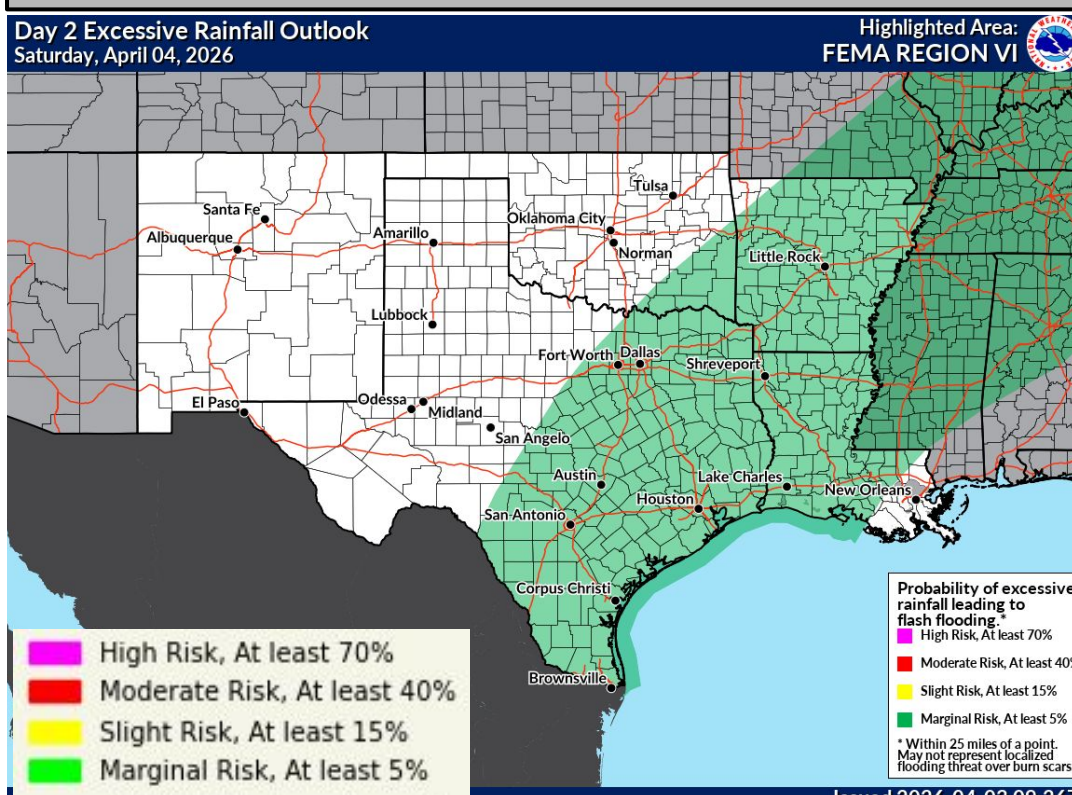 Day 2 Excessive Rainfall Outlook
Saturday, April 04, 2026
Highlighted Area:
FEMA REGION VI
Santa Fe
Albuquerque
Amarillo
Tulsa
Oklahoma City
Norman
Little Rock
Lubbock
Fort Worth
Dallas
Shreveport
El Paso
Odessa
Midland
San Angelo
Austin
Lake Charles
Houston
New Orleans
San Antonio
Corpus Christi
Brownsville
Probability of excessive
rainfall leading to
flash flooding.*
High Risk, At least 70%
Moderate Risk, At least 40%
Slight Risk, At least 15%
Marginal Risk, At least 5%
* Within 25 miles of a point.
May not represent localized
flooding threat over burn scars
High Risk, At least 70%
Moderate Risk, At least 40%
Slight Risk, At least 15%
Marginal Risk, At least 5%